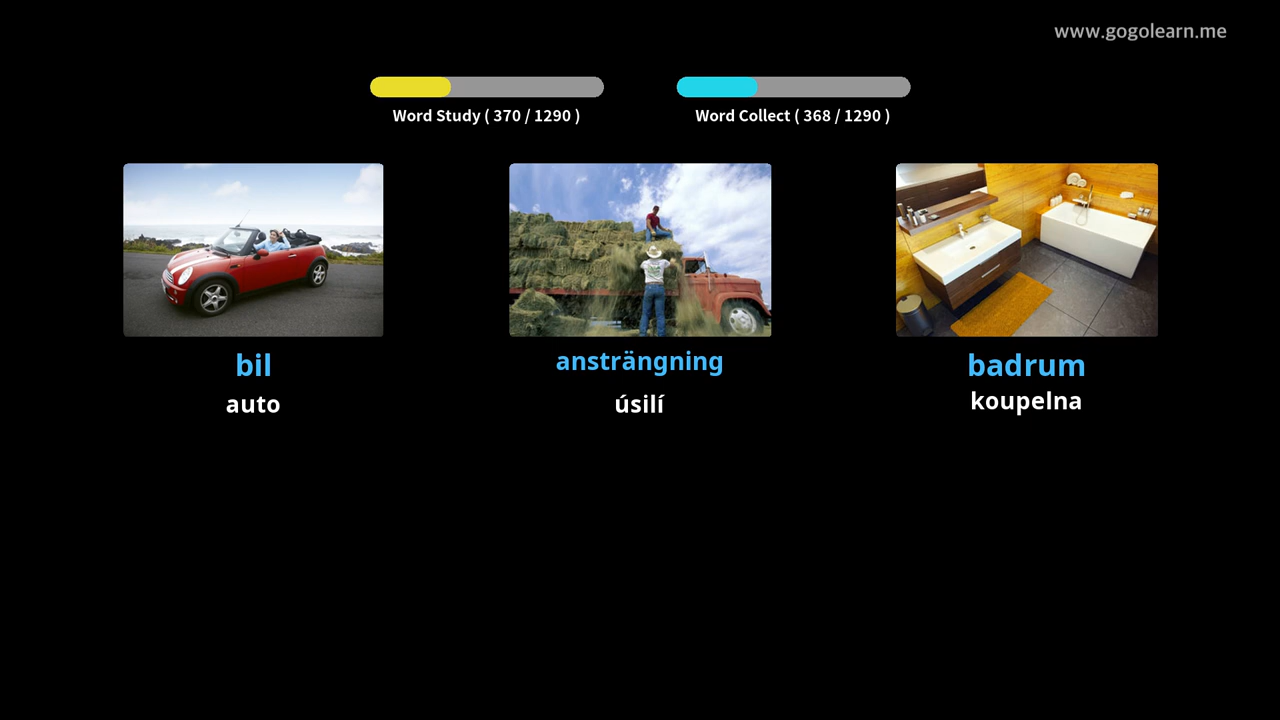 www.gogolearn.me
Word Study ( 370 / 1290 )
Word Collect ( 368 / 1290 )
bil
auto
ansträngning
úsilí
badrum
koupelna